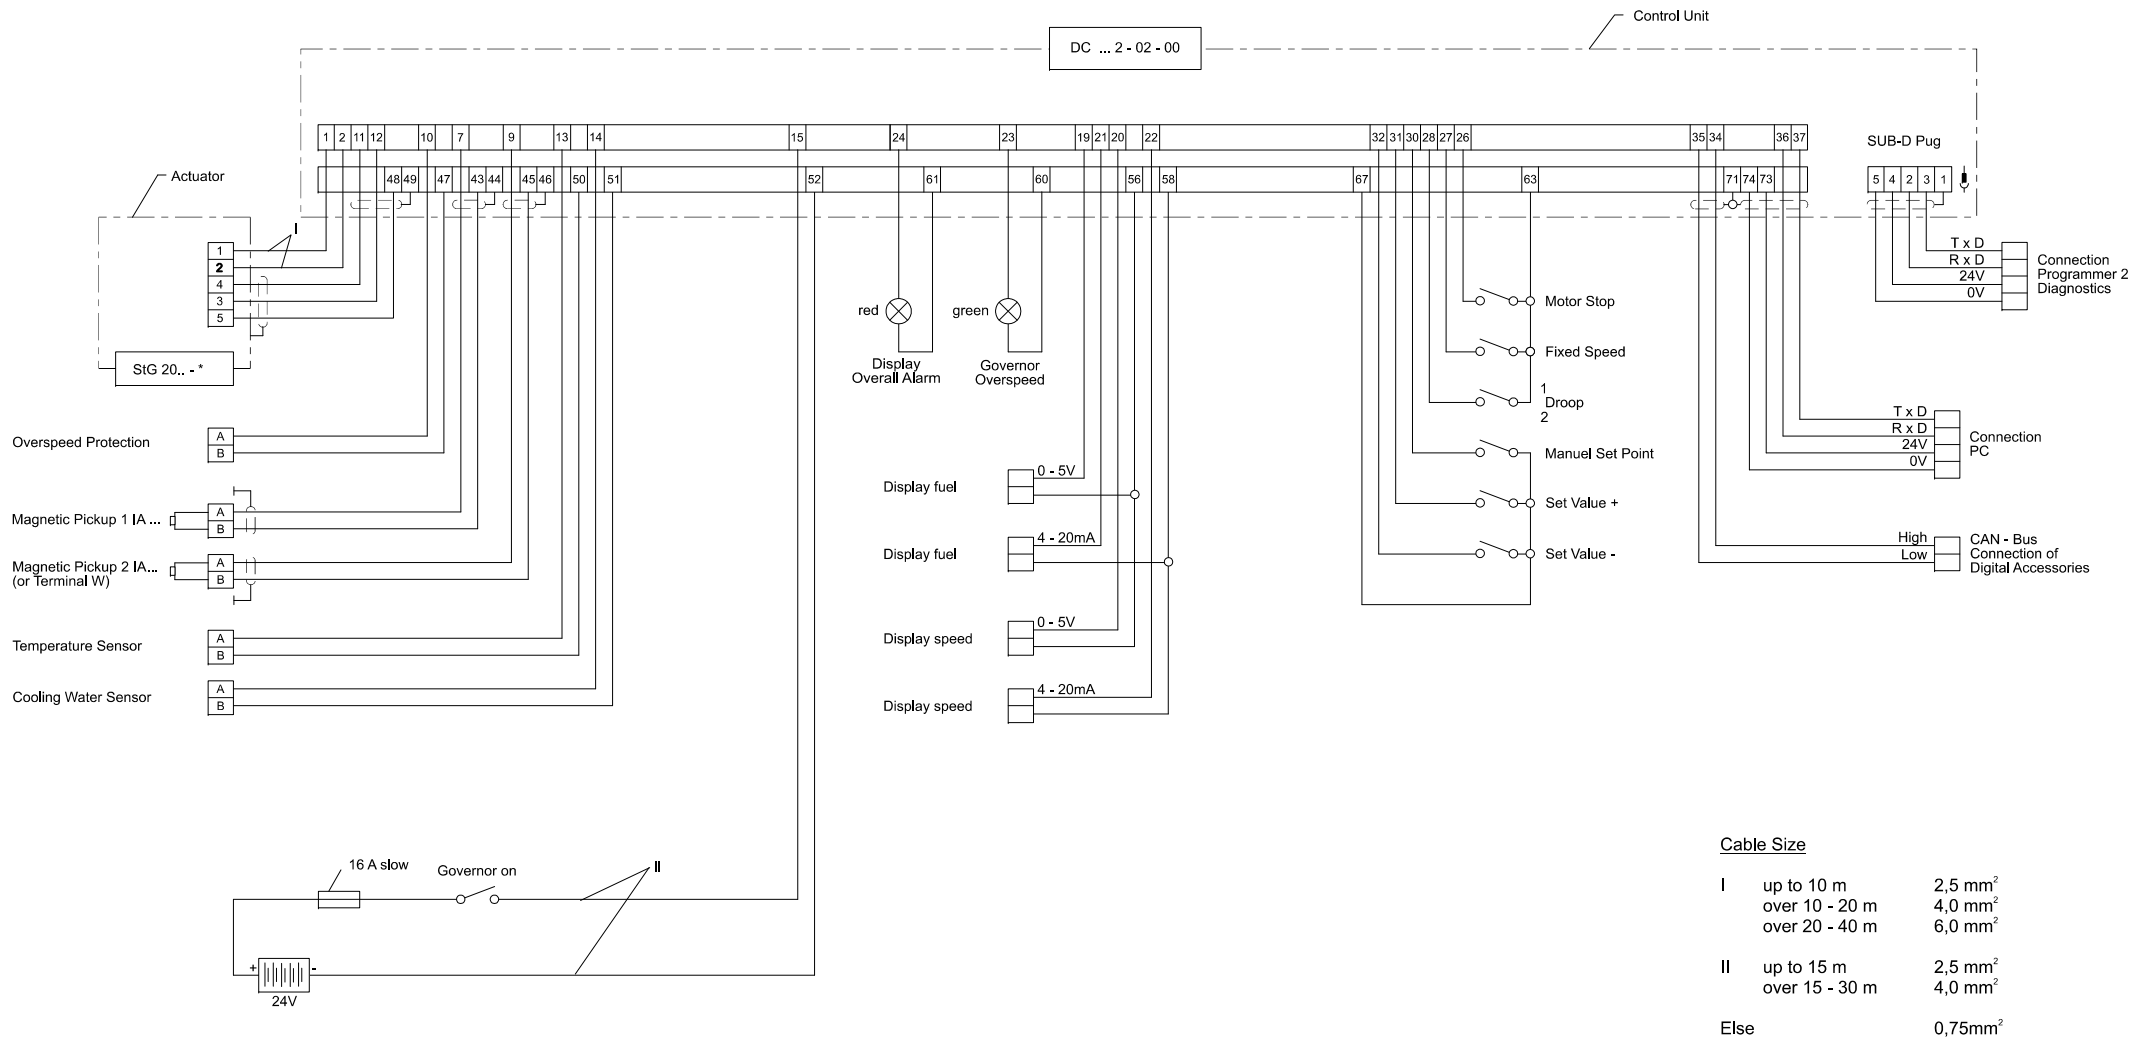 Control Unit
DC ... 2 - 02 - 00
1 2 11 12 10 7 9 13 14 15 24 23 19 21 20 22 32 31 30 28 27 26 35 34 36 37
SUB-D Pug
48 49 47 43 44 45 46 50 51 52 61 60 56 58 67 63 71 74 73
5 4 2 3 1
Actuator
I
1
2
4
3
5
StG 20.. - *
T x D
R x D
24V
0V
Connection
Programmer 2
Diagnostics
red
Display
Overall Alarm
green
Governor
Overspeed
Motor Stop
Fixed Speed
1
Droop
2
Manuel Set Point
Set Value +
Set Value -
Overspeed Protection
A
B
Magnetic Pickup 1 IA ...
A
B
Magnetic Pickup 2 IA...
(or Terminal W)
A
B
Temperature Sensor
A
B
Cooling Water Sensor
A
B
Display fuel
0 - 5V
Display fuel
4 - 20mA
Display speed
0 - 5V
Display speed
4 - 20mA
T x D
R x D
24V
0V
Connection
PC
High
Low
CAN - Bus
Connection of
Digital Accessories
16 A slow
Governor on
II
+
-
24V
Cable Size
I up to 10 m 2,5 mm²
over 10 - 20 m 4,0 mm²
over 20 - 40 m 6,0 mm²
II up to 15 m 2,5 mm²
over 15 - 30 m 4,0 mm²
Else 0,75mm²